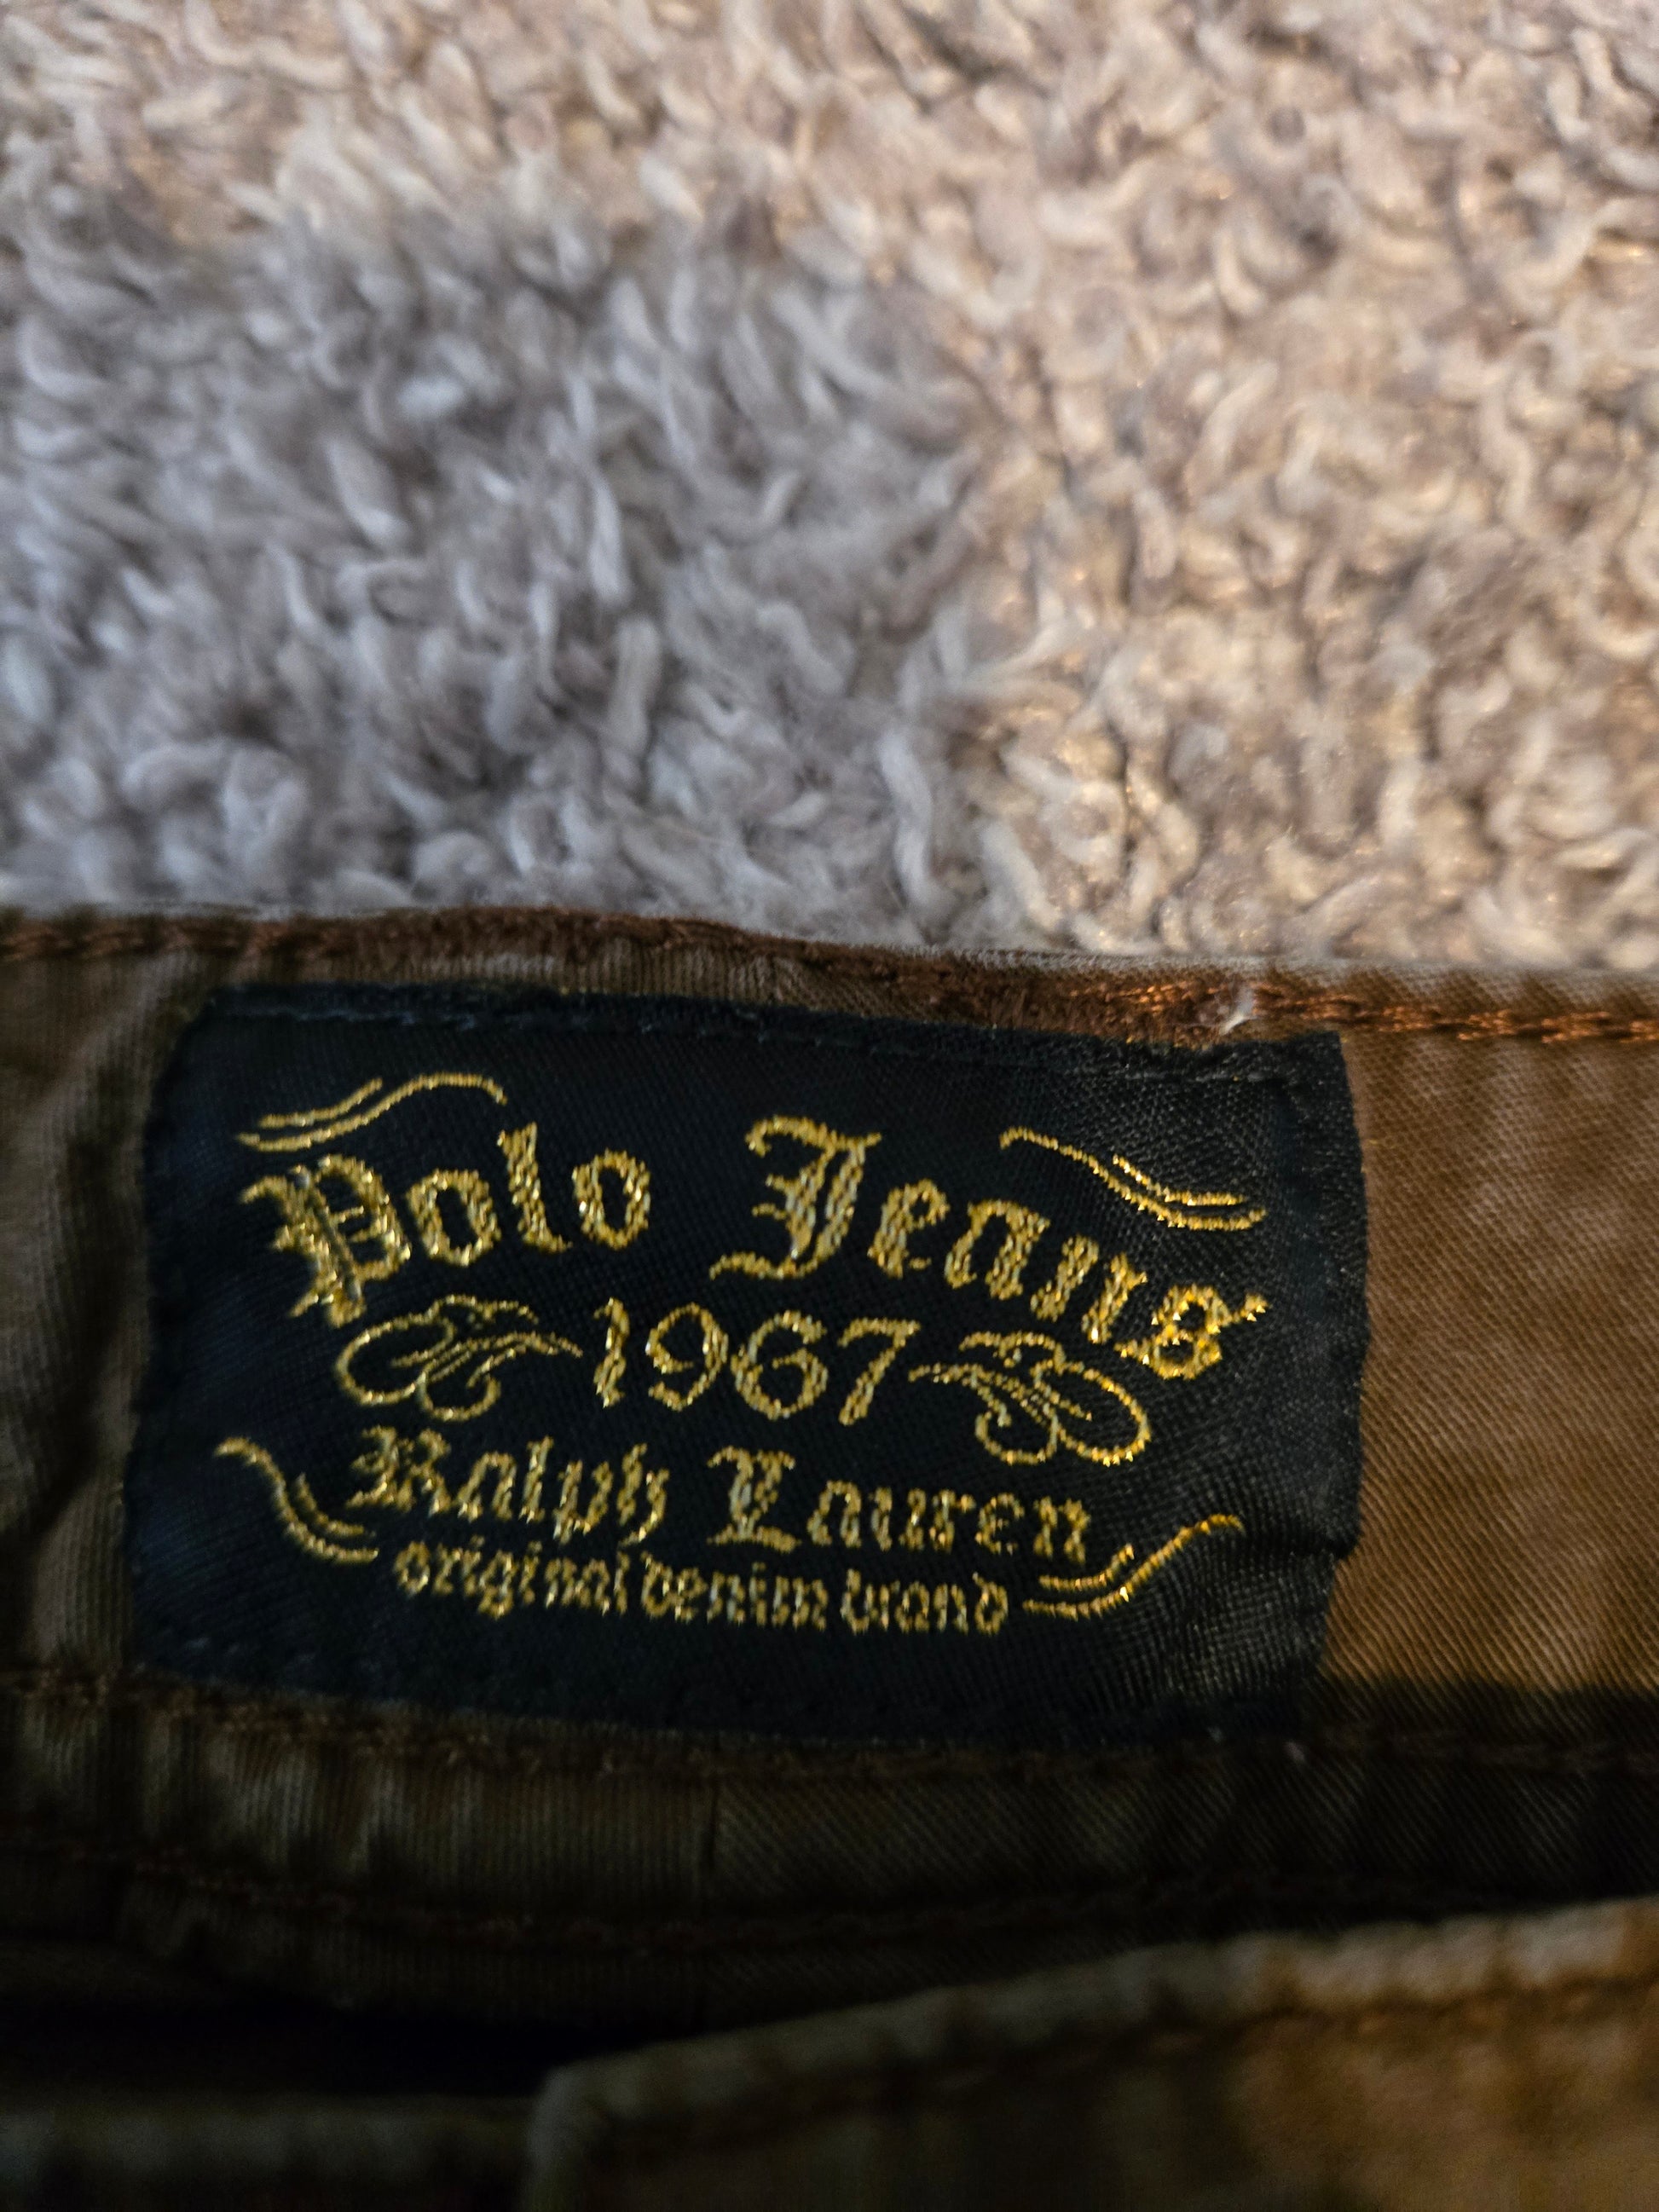 Polo Jeans
1967
Ralph Lauren
original denim brand